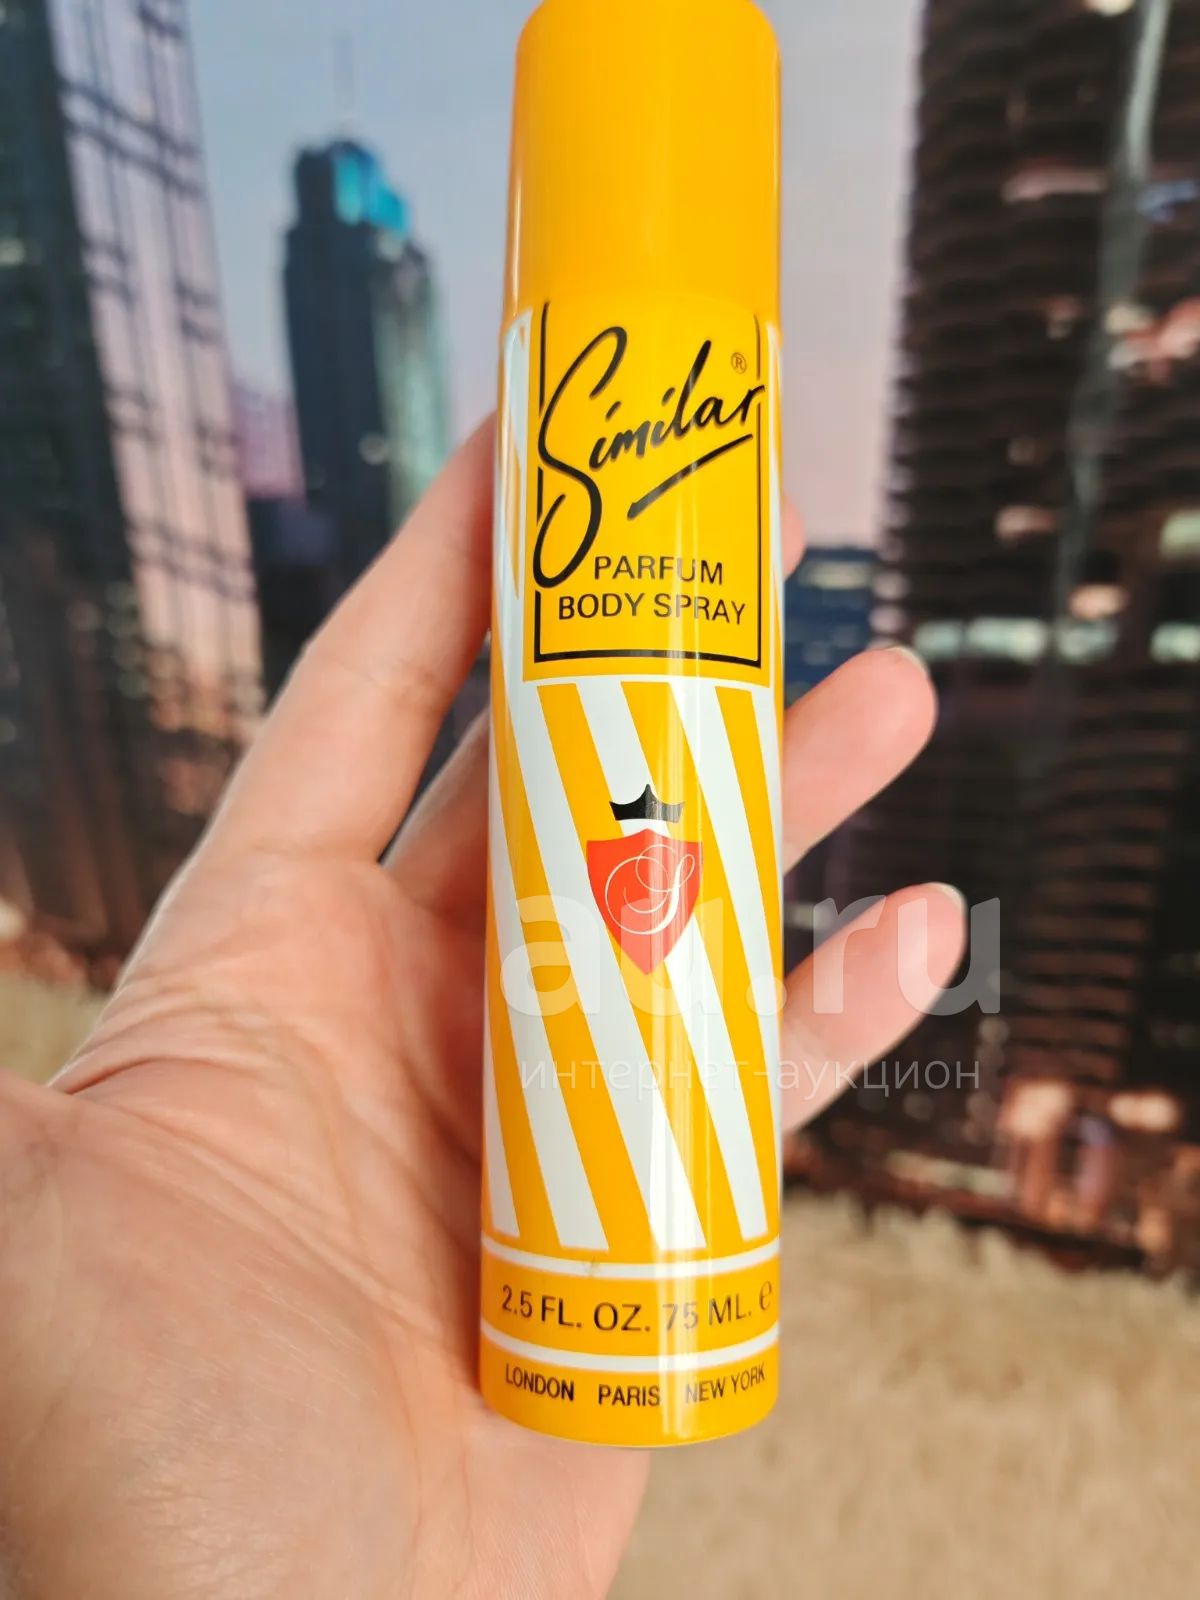 Similar ®
PARFUM
BODY SPRAY
S
au.ru
интернет-аукцион
2.5 FL. OZ. 75 ML. ℮
LONDON PARIS NEW YORK